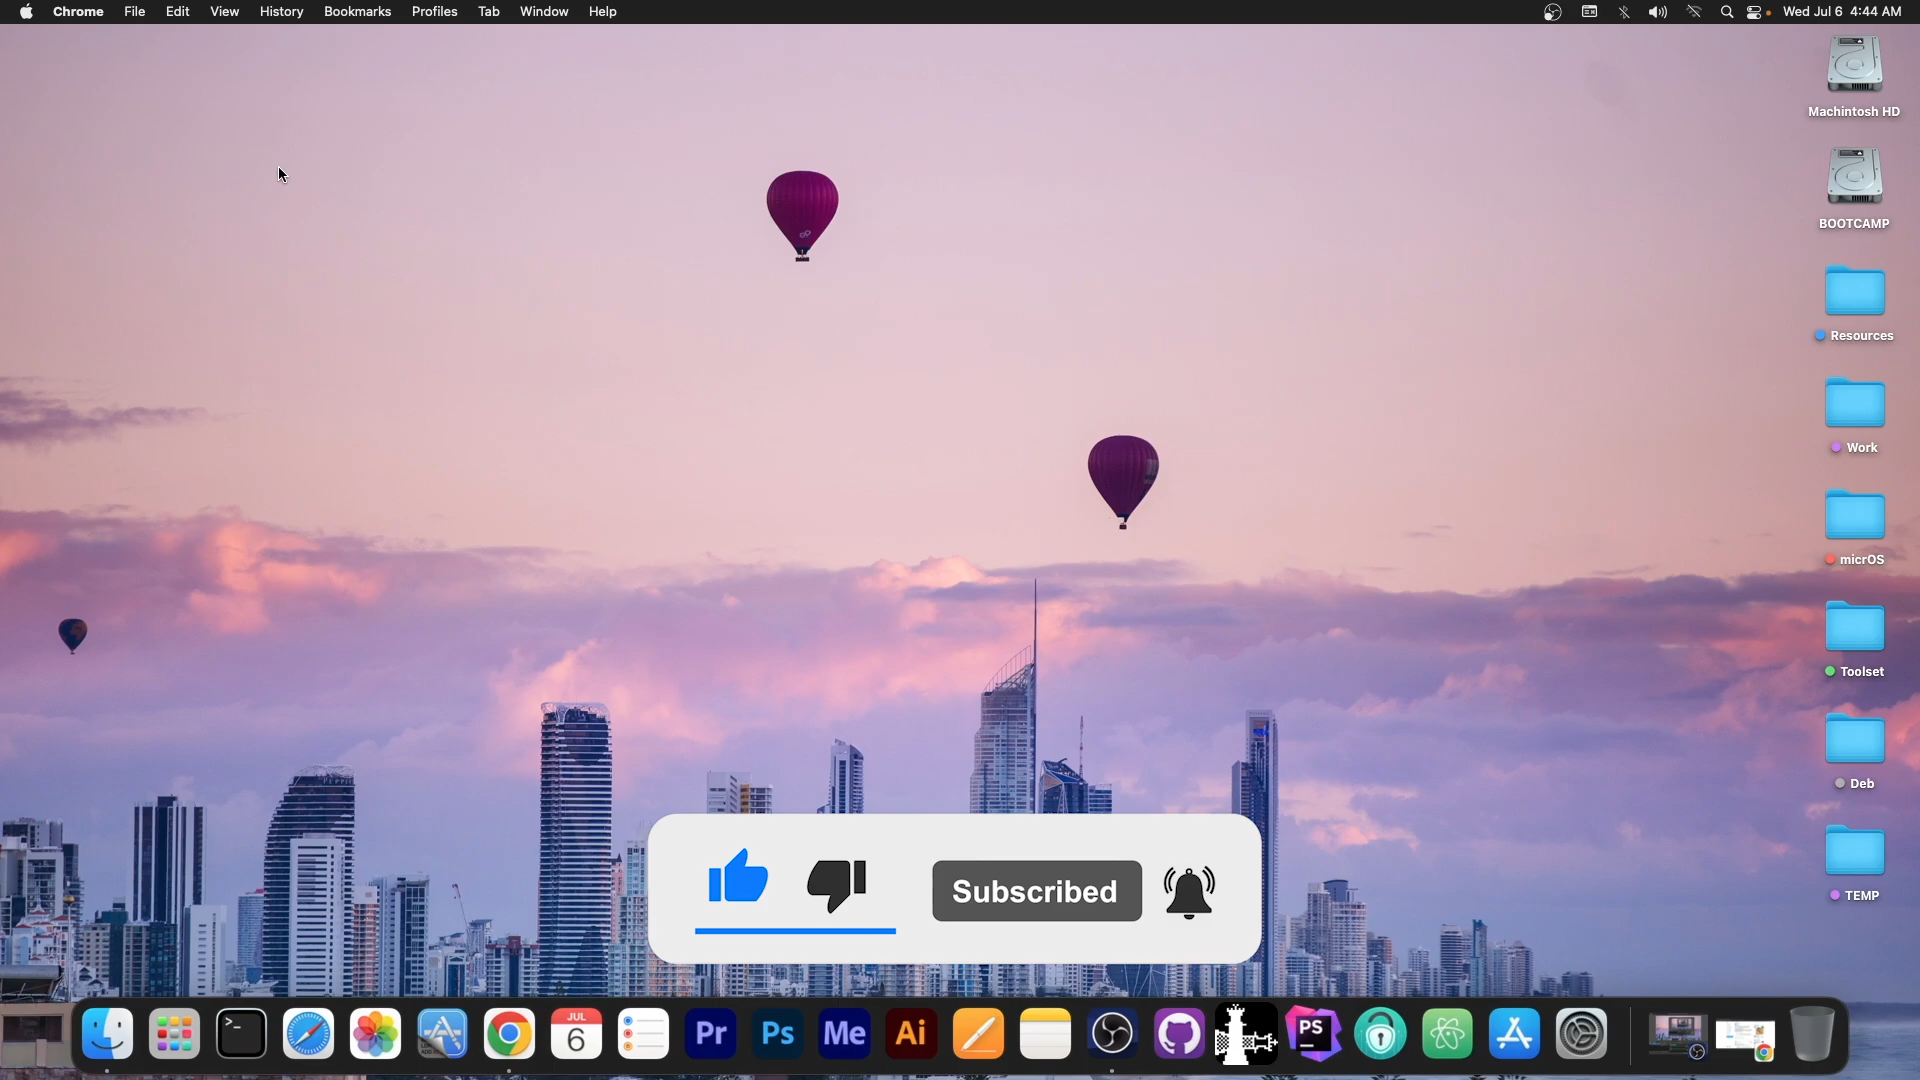 Chrome File Edit View History Bookmarks Profiles Tab Window Help Wed Jul 6 4:44 AM
Machintosh HD
BOOTCAMP
Resources
Work
micrOS
Toolset
Deb
TEMP
Subscribed
>_
JUL
6
Pr
Ps
Me
Ai
PS